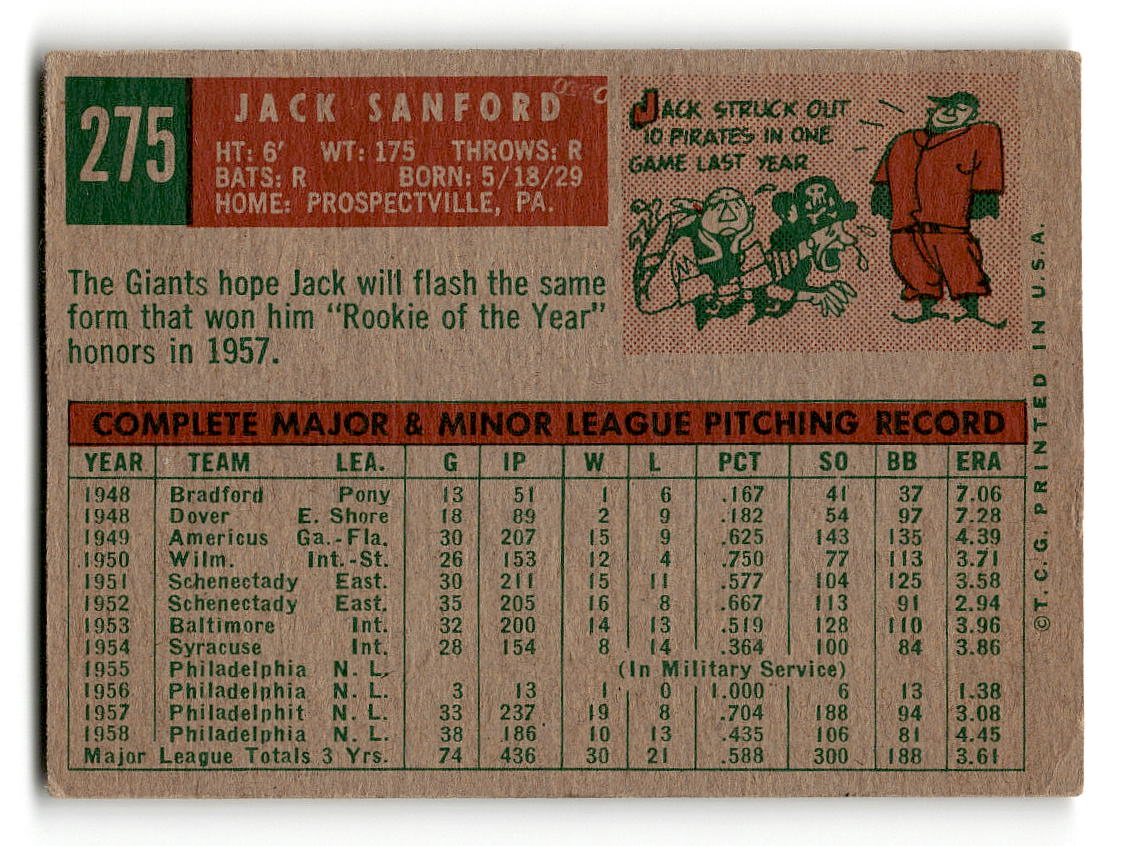 275
JACK SANFORD
HT: 6' WT: 175 THROWS: R
BATS: R BORN: 5/18/29
HOME: PROSPECTVILLE, PA.
JACK STRUCK OUT
10 PIRATES IN ONE
GAME LAST YEAR
The Giants hope Jack will flash the same
form that won him "Rookie of the Year"
honors in 1957.
COMPLETE MAJOR & MINOR LEAGUE PITCHING RECORD
YEAR TEAM LEA. G IP W L PCT SO BB ERA
1948 Bradford Pony 13 51 1 6 .167 41 37 7.06
1948 Dover E. Shore 18 89 2 9 .182 54 97 7.28
1949 Americus Ga.-Fla. 30 207 15 9 .625 143 135 4.39
1950 Wilm. Int.-St. 26 153 12 4 .750 77 113 3.71
1951 Schenectady East. 30 211 15 11 .577 104 125 3.58
1952 Schenectady East. 35 205 16 8 .667 113 91 2.94
1953 Baltimore Int. 32 200 14 13 .519 128 110 3.96
1954 Syracuse Int. 28 154 8 14 .364 100 84 3.86
1955 Philadelphia N. L. (In Military Service)
1956 Philadelphia N. L. 3 13 1 0 1.000 6 13 1.38
1957 Philadelphit N. L. 33 237 19 8 .704 188 94 3.08
1958 Philadelphia N. L. 38 186 10 13 .435 106 81 4.45
Major League Totals 3 Yrs. 74 436 30 21 .588 300 188 3.61
©T. C. G. PRINTED IN U.S.A.